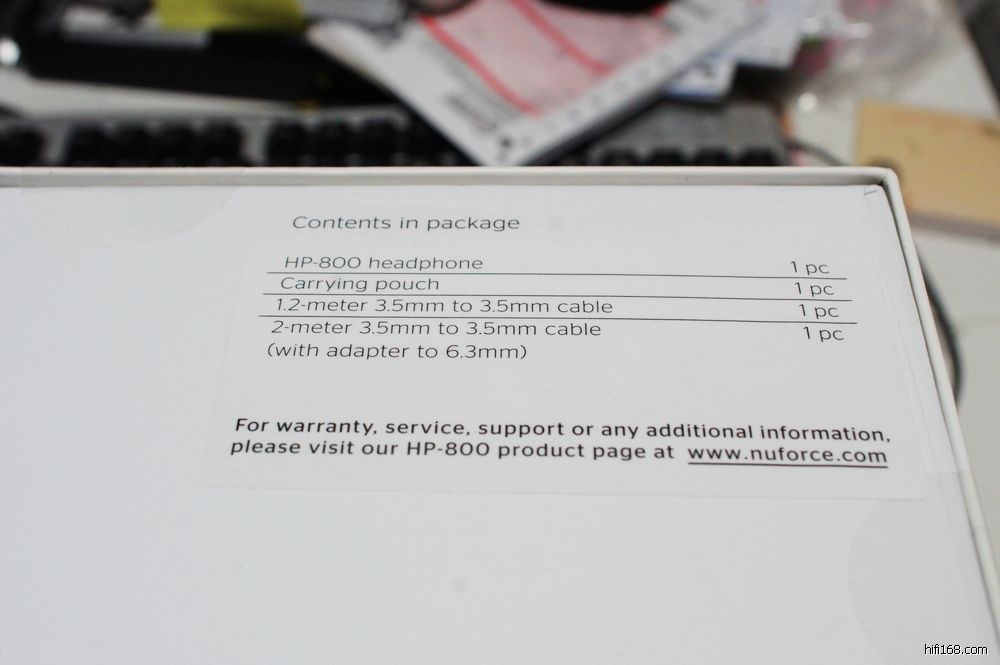 Contents in package
HP-800 headphone 1 pc
Carrying pouch 1 pc
1.2-meter 3.5mm to 3.5mm cable 1 pc
2-meter 3.5mm to 3.5mm cable 1 pc
(with adapter to 6.3mm)
For warranty, service, support or any additional information,
please visit our HP-800 product page at www.nuforce.com
hifi168.com